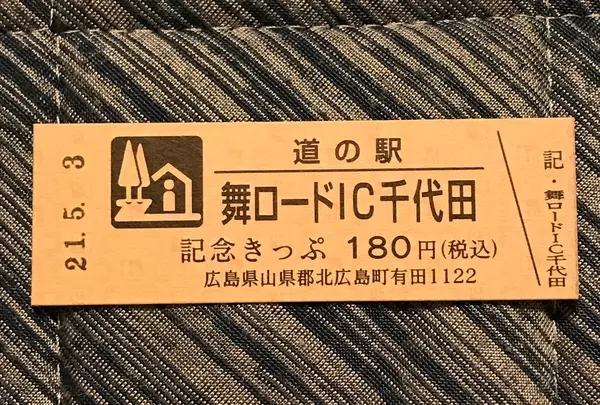 21.5.3
道の駅
舞ロードIC千代田
記念きっぷ 180円(税込)
広島県山県郡北広島町有田1122
記・舞ロードIC千代田